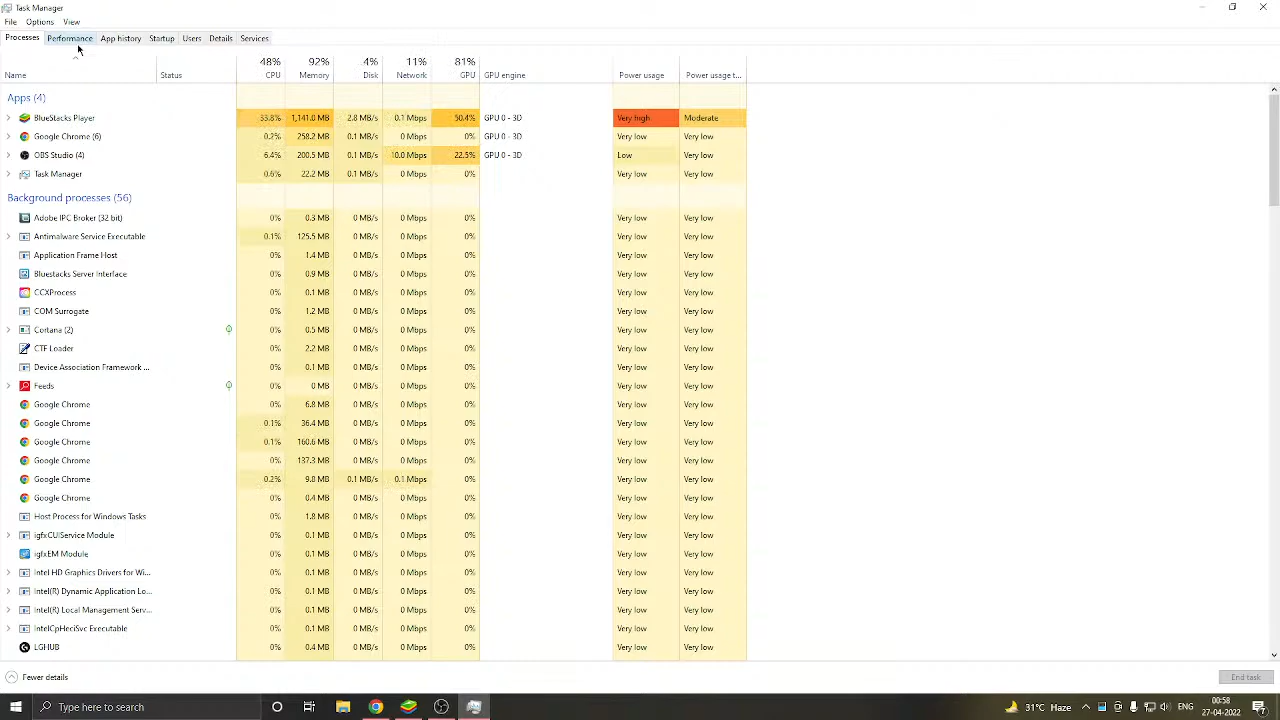 Task Manager
File Options View
Processes Performance App history Startup Users Details Services
48% 92% 4% 11% 81%
Name Status CPU Memory Disk Network GPU GPU engine Power usage Power usage t...
Apps (4)
BlueStacks Player 33.8% 1,141.0 MB 2.8 MB/s 0.1 Mbps 50.4% GPU 0 - 3D Very high Moderate
Google Chrome (6) 0.2% 258.2 MB 0.1 MB/s 0 Mbps 0% GPU 0 - 3D Very low Very low
OBS Studio (4) 6.4% 200.5 MB 0.1 MB/s 10.0 Mbps 22.5% GPU 0 - 3D Low Very low
Task Manager 0.6% 22.2 MB 0.1 MB/s 0 Mbps 0% Very low Very low
Background processes (56)
Adobe IPC Broker (32 bit) 0% 0.3 MB 0 MB/s 0 Mbps 0% Very low Very low
Antimalware Service Executable 0.1% 125.5 MB 0 MB/s 0 Mbps 0% Very low Very low
Application Frame Host 0% 1.4 MB 0 MB/s 0 Mbps 0% Very low Very low
Bluestacks Server Interface 0% 0.9 MB 0 MB/s 0 Mbps 0% Very low Very low
CCXProcess 0% 0.1 MB 0 MB/s 0 Mbps 0% Very low Very low
COM Surrogate 0% 1.2 MB 0 MB/s 0 Mbps 0% Very low Very low
Cortana (2) 0% 0.5 MB 0 MB/s 0 Mbps 0% Very low Very low
CTF Loader 0% 2.2 MB 0 MB/s 0 Mbps 0% Very low Very low
Device Association Framework ... 0% 0.1 MB 0 MB/s 0 Mbps 0% Very low Very low
Feeds 0% 0 MB 0 MB/s 0 Mbps 0% Very low Very low
Google Chrome 0% 6.8 MB 0 MB/s 0 Mbps 0% Very low Very low
Google Chrome 0.1% 36.4 MB 0 MB/s 0 Mbps 0% Very low Very low
Google Chrome 0.1% 160.6 MB 0 MB/s 0 Mbps 0% Very low Very low
Google Chrome 0% 137.3 MB 0 MB/s 0 Mbps 0% Very low Very low
Google Chrome 0.2% 9.8 MB 0.1 MB/s 0.1 Mbps 0% Very low Very low
Google Chrome 0% 0.4 MB 0 MB/s 0 Mbps 0% Very low Very low
Host Process for Windows Tasks 0% 1.8 MB 0 MB/s 0 Mbps 0% Very low Very low
igfxCUIService Module 0% 0.1 MB 0 MB/s 0 Mbps 0% Very low Very low
igfxEM Module 0% 0.1 MB 0 MB/s 0 Mbps 0% Very low Very low
Intel HD Graphics Drivers for Wi... 0% 0.1 MB 0 MB/s 0 Mbps 0% Very low Very low
Intel(R) Dynamic Application Lo... 0% 0.1 MB 0 MB/s 0 Mbps 0% Very low Very low
Intel(R) Local Management Serv... 0% 0.1 MB 0 MB/s 0 Mbps 0% Very low Very low
IntelCpHeciSvc Executable 0% 0.1 MB 0 MB/s 0 Mbps 0% Very low Very low
LGHUB 0% 0.4 MB 0 MB/s 0 Mbps 0% Very low Very low
Fewer details End task
Type here to search 31°C Haze 00:58
27-04-2022